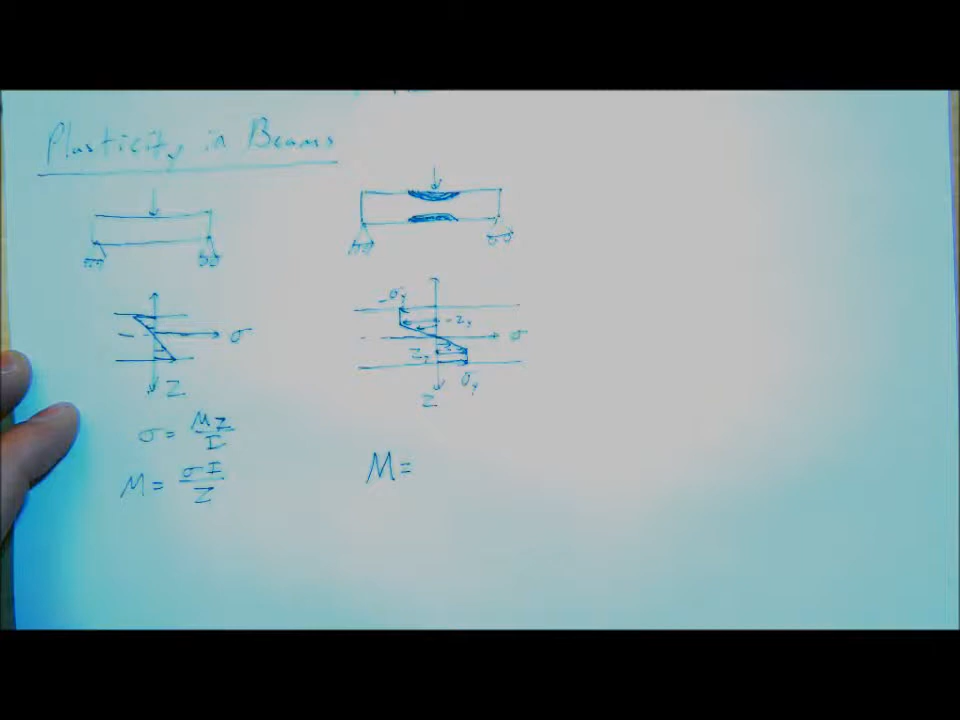 Plasticity in Beams
σ
Z
σ = MZ/I
M = σI/Z
-σy
-Zy
σ
Zy
σy
Z
M =